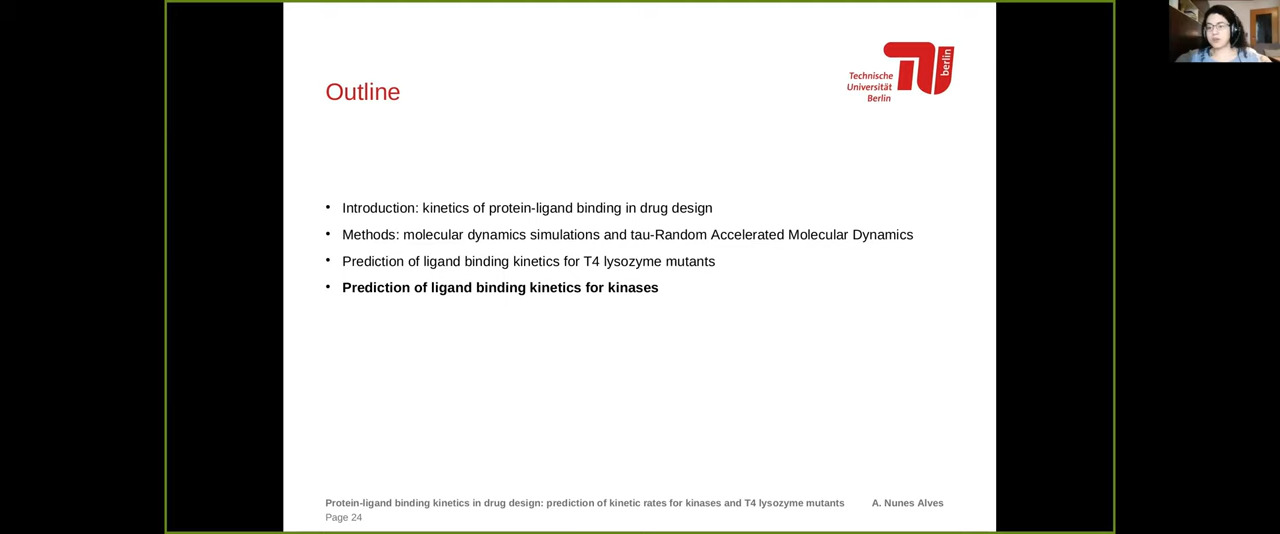 Outline
Technische
Universität
Berlin
berlin
• Introduction: kinetics of protein-ligand binding in drug design
• Methods: molecular dynamics simulations and tau-Random Accelerated Molecular Dynamics
• Prediction of ligand binding kinetics for T4 lysozyme mutants
• Prediction of ligand binding kinetics for kinases
Protein-ligand binding kinetics in drug design: prediction of kinetic rates for kinases and T4 lysozyme mutants A. Nunes Alves
Page 24